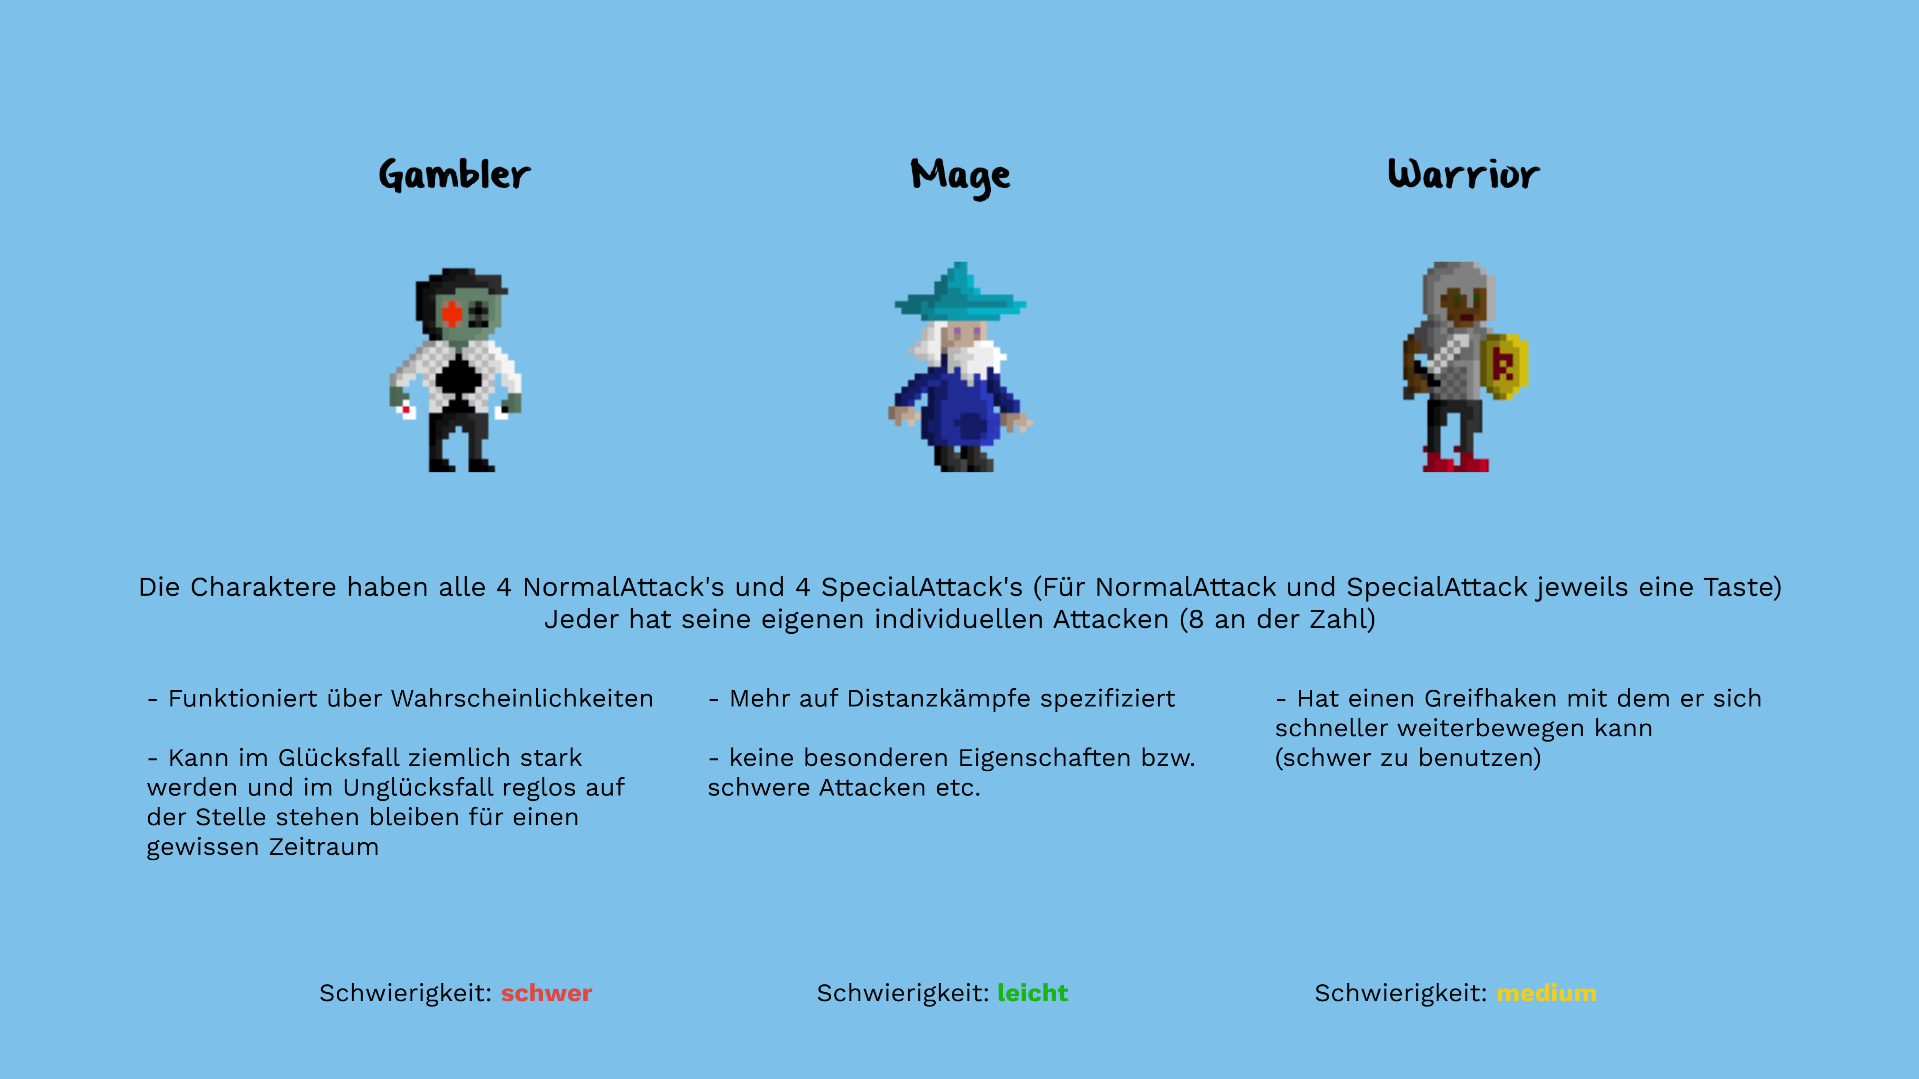 Gambler
Mage
Warrior
R
Die Charaktere haben alle 4 NormalAttack's und 4 SpecialAttack's (Für NormalAttack und SpecialAttack jeweils eine Taste)
Jeder hat seine eigenen individuellen Attacken (8 an der Zahl)
- Funktioniert über Wahrscheinlichkeiten
- Kann im Glücksfall ziemlich stark
werden und im Unglücksfall reglos auf
der Stelle stehen bleiben für einen
gewissen Zeitraum
- Mehr auf Distanzkämpfe spezifiziert
- keine besonderen Eigenschaften bzw.
schwere Attacken etc.
- Hat einen Greifhaken mit dem er sich
schneller weiterbewegen kann
(schwer zu benutzen)
Schwierigkeit: schwer
Schwierigkeit: leicht
Schwierigkeit: medium